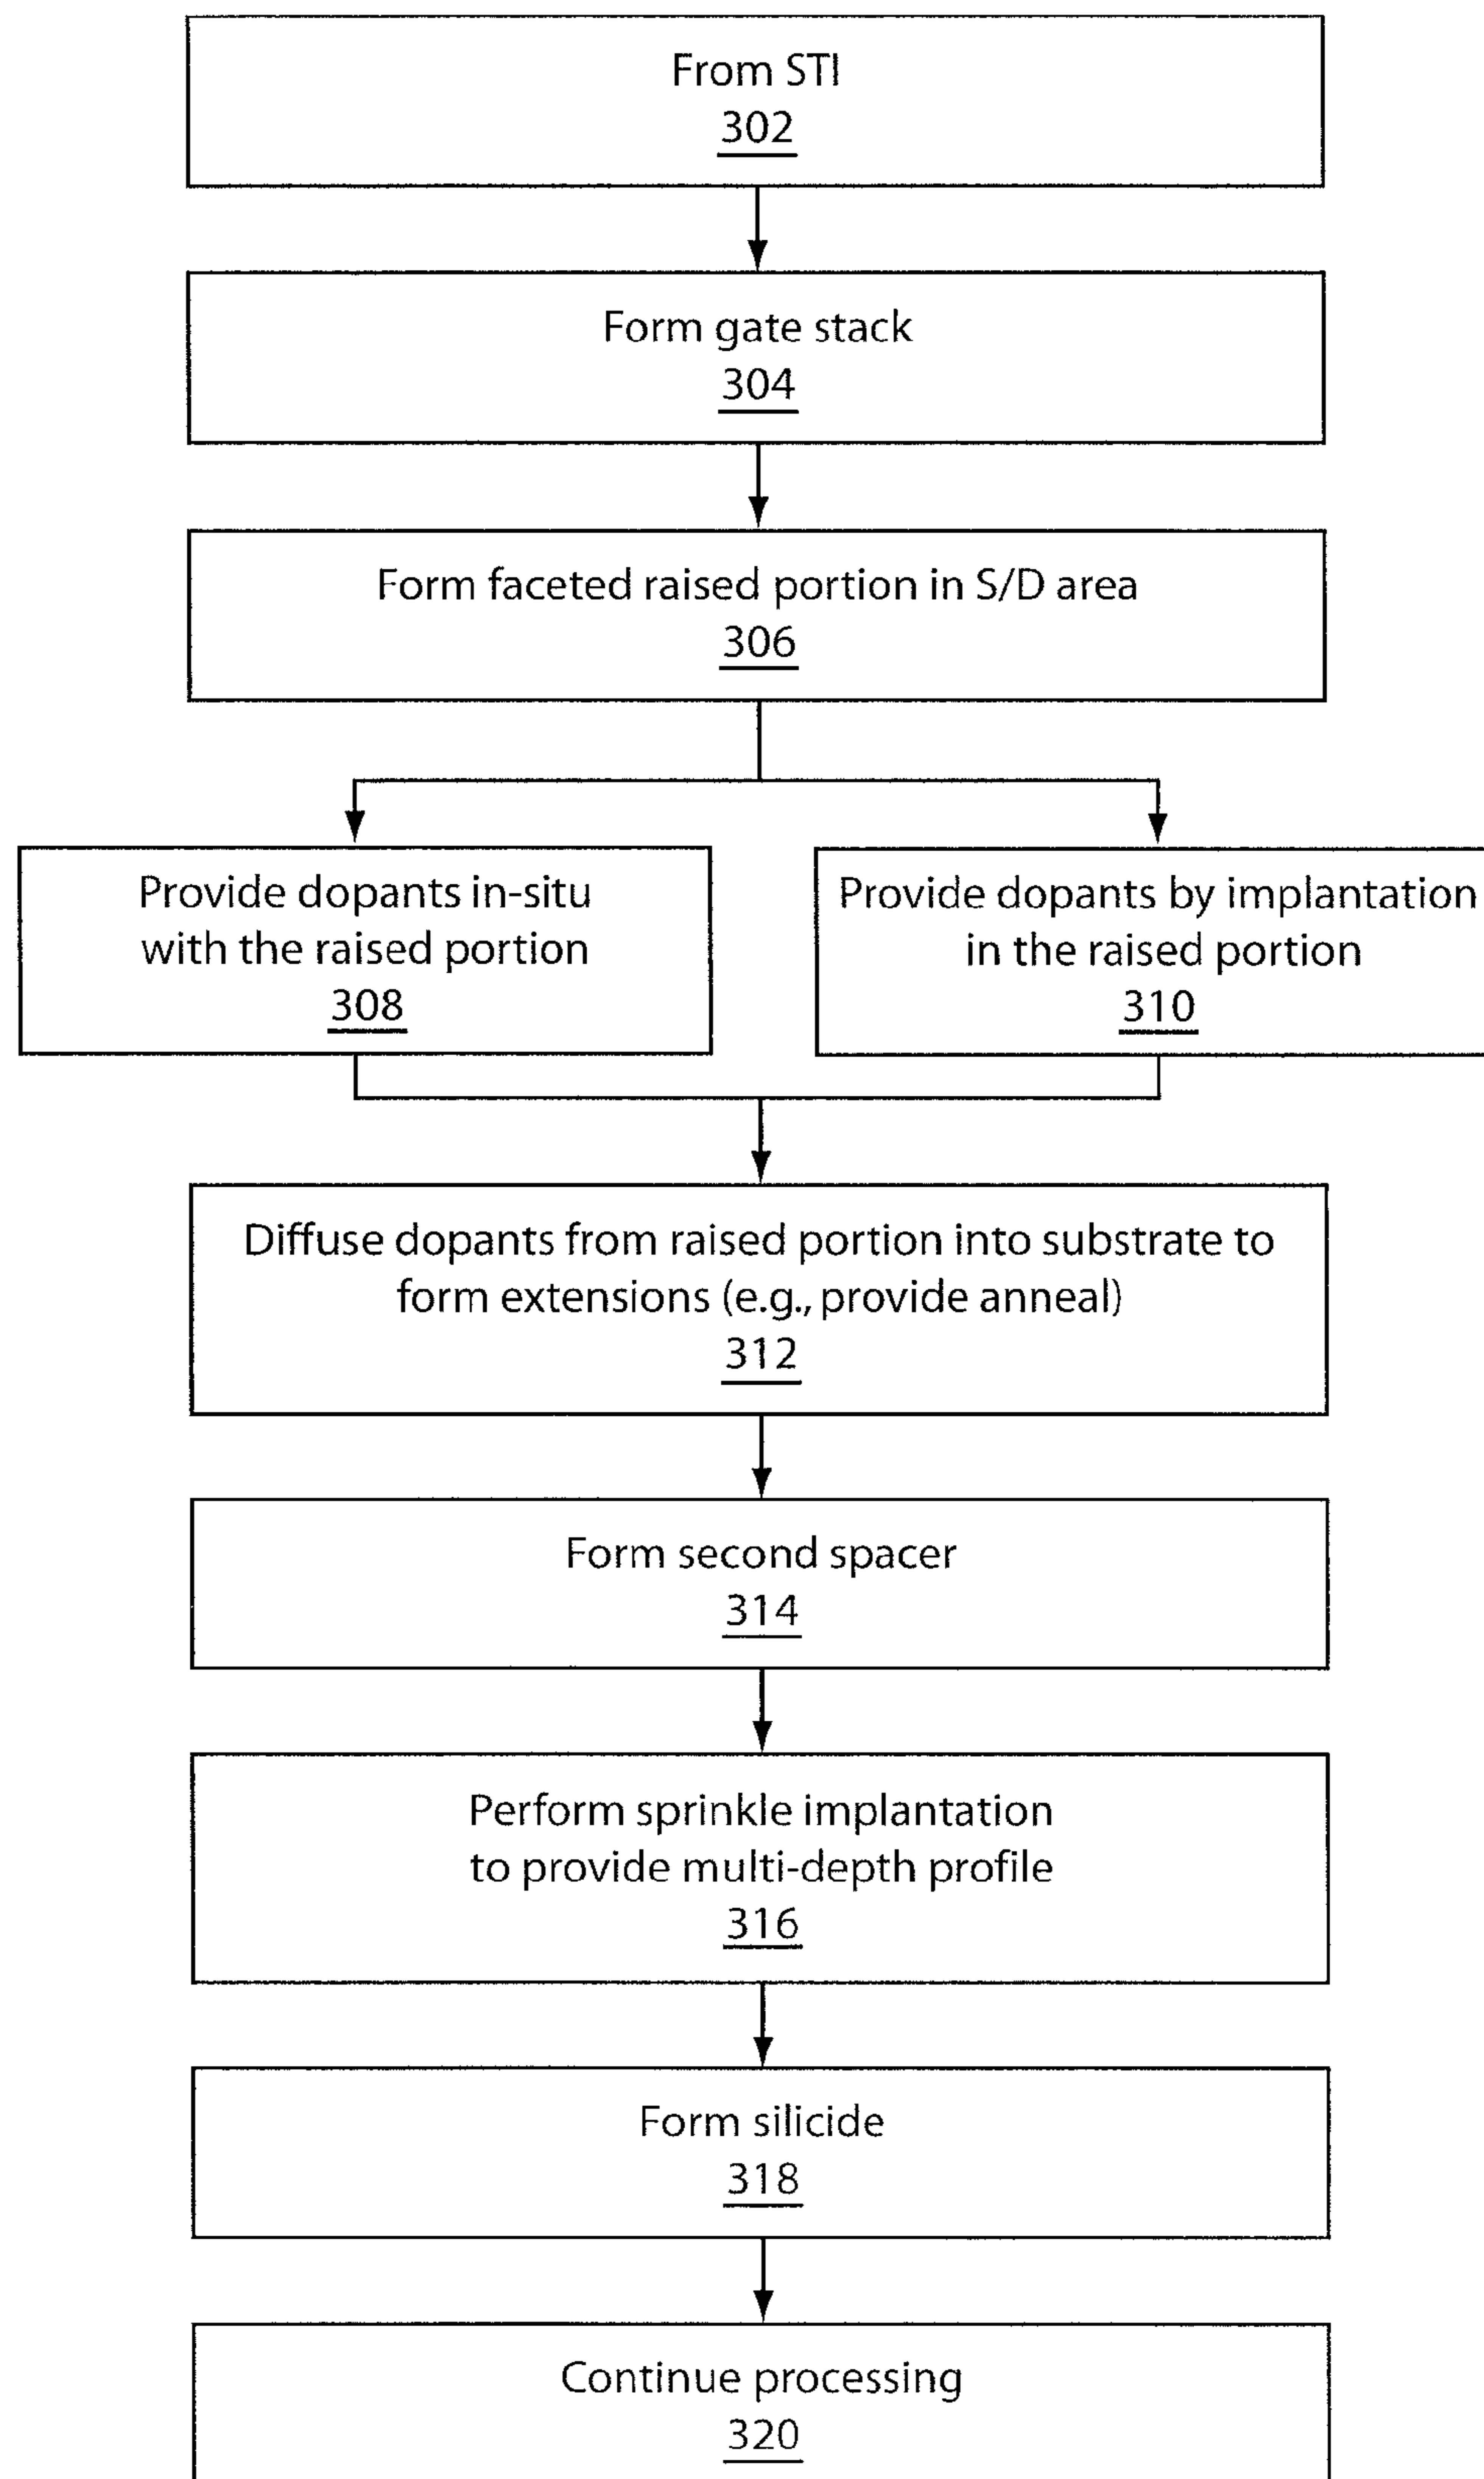 From STI
302
Form gate stack
304
Form faceted raised portion in S/D area
306
Provide dopants in-situ
with the raised portion
308
Provide dopants by implantation
in the raised portion
310
Diffuse dopants from raised portion into substrate to
form extensions (e.g., provide anneal)
312
Form second spacer
314
Perform sprinkle implantation
to provide multi-depth profile
316
Form silicide
318
Continue processing
320